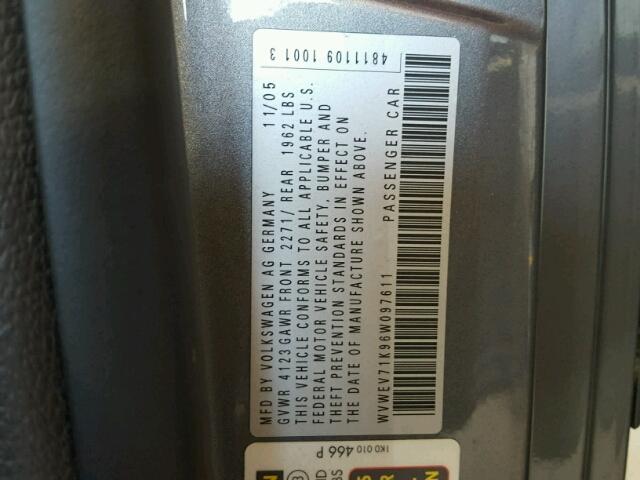 4811109 1001 3
MFD BY VOLKSWAGEN AG GERMANY 11/05
GVWR 4123 GAWR FRONT 2271/ REAR 1962 LBS
THIS VEHICLE CONFORMS TO ALL APPLICABLE U.S.
FEDERAL MOTOR VEHICLE SAFETY, BUMPER AND
THEFT PREVENTION STANDARDS IN EFFECT ON
THE DATE OF MANUFACTURE SHOWN ABOVE.
WVWEV71K96W097611 PASSENGER CAR
1K0 010 466 P